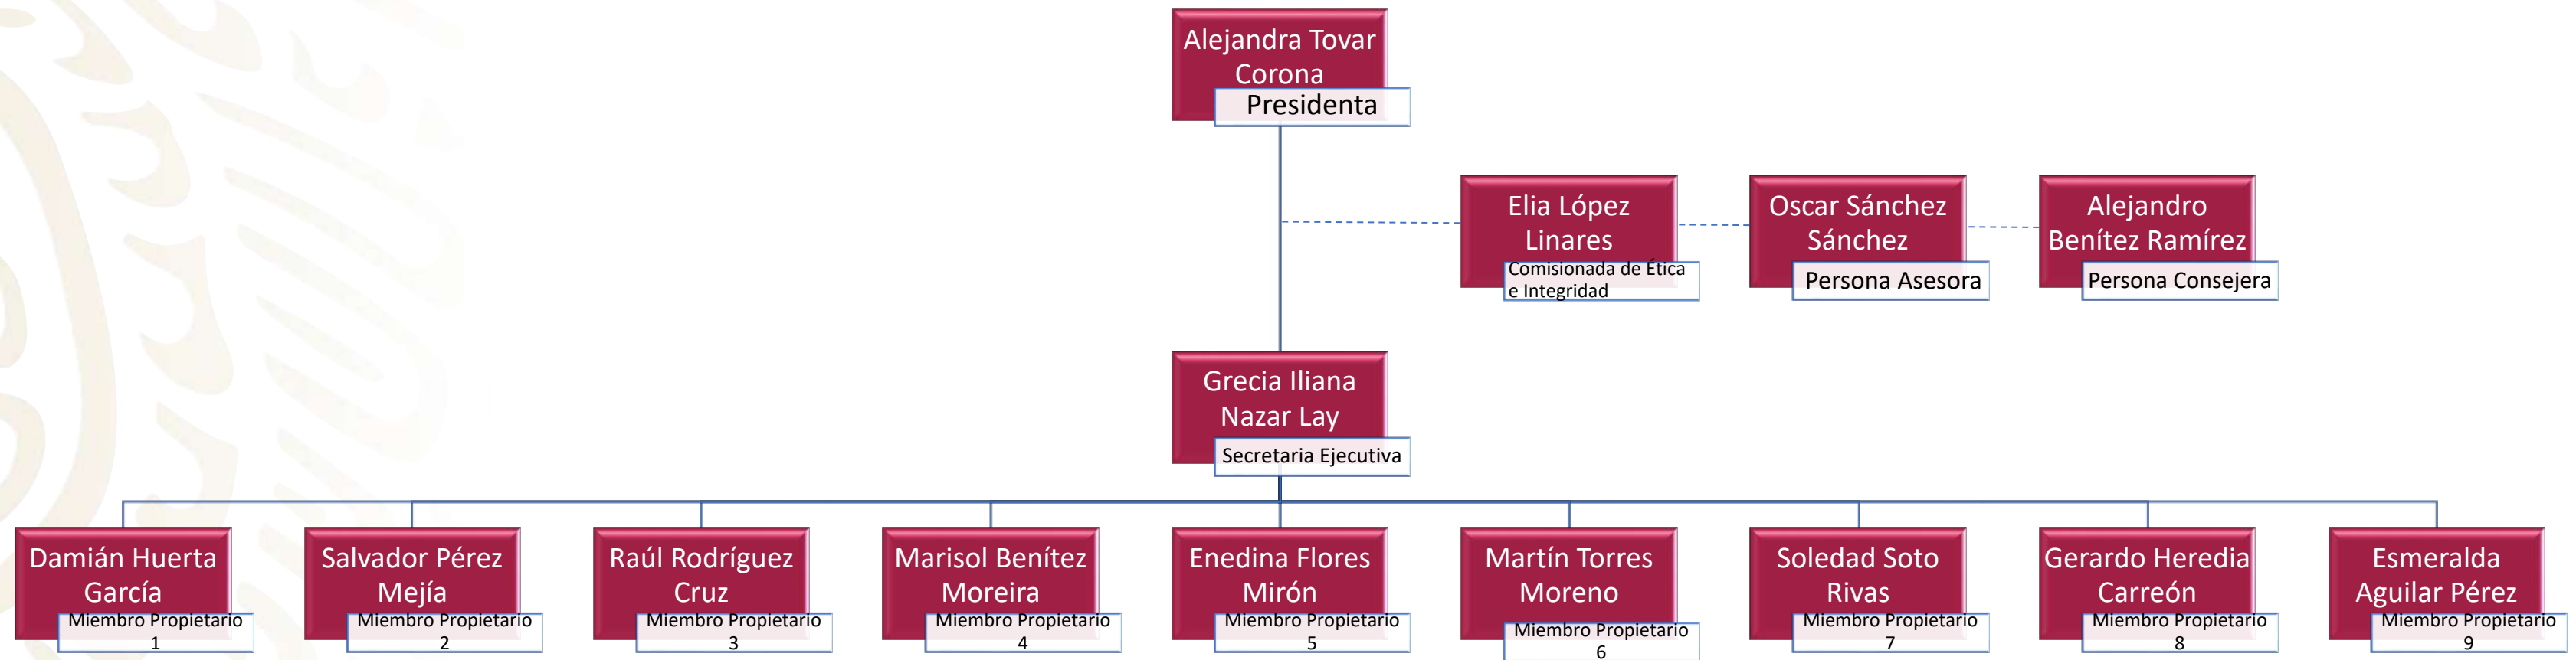 Alejandra Tovar
Corona
Presidenta
Elia López
Linares
Comisionada de Ética
e Integridad
Oscar Sánchez
Sánchez
Persona Asesora
Alejandro
Benítez Ramírez
Persona Consejera
Grecia Iliana
Nazar Lay
Secretaria Ejecutiva
Damián Huerta
García
Miembro Propietario
1
Salvador Pérez
Mejía
Miembro Propietario
2
Raúl Rodríguez
Cruz
Miembro Propietario
3
Marisol Benítez
Moreira
Miembro Propietario
4
Enedina Flores
Mirón
Miembro Propietario
5
Martín Torres
Moreno
Miembro Propietario
6
Soledad Soto
Rivas
Miembro Propietario
7
Gerardo Heredia
Carreón
Miembro Propietario
8
Esmeralda
Aguilar Pérez
Miembro Propietario
9